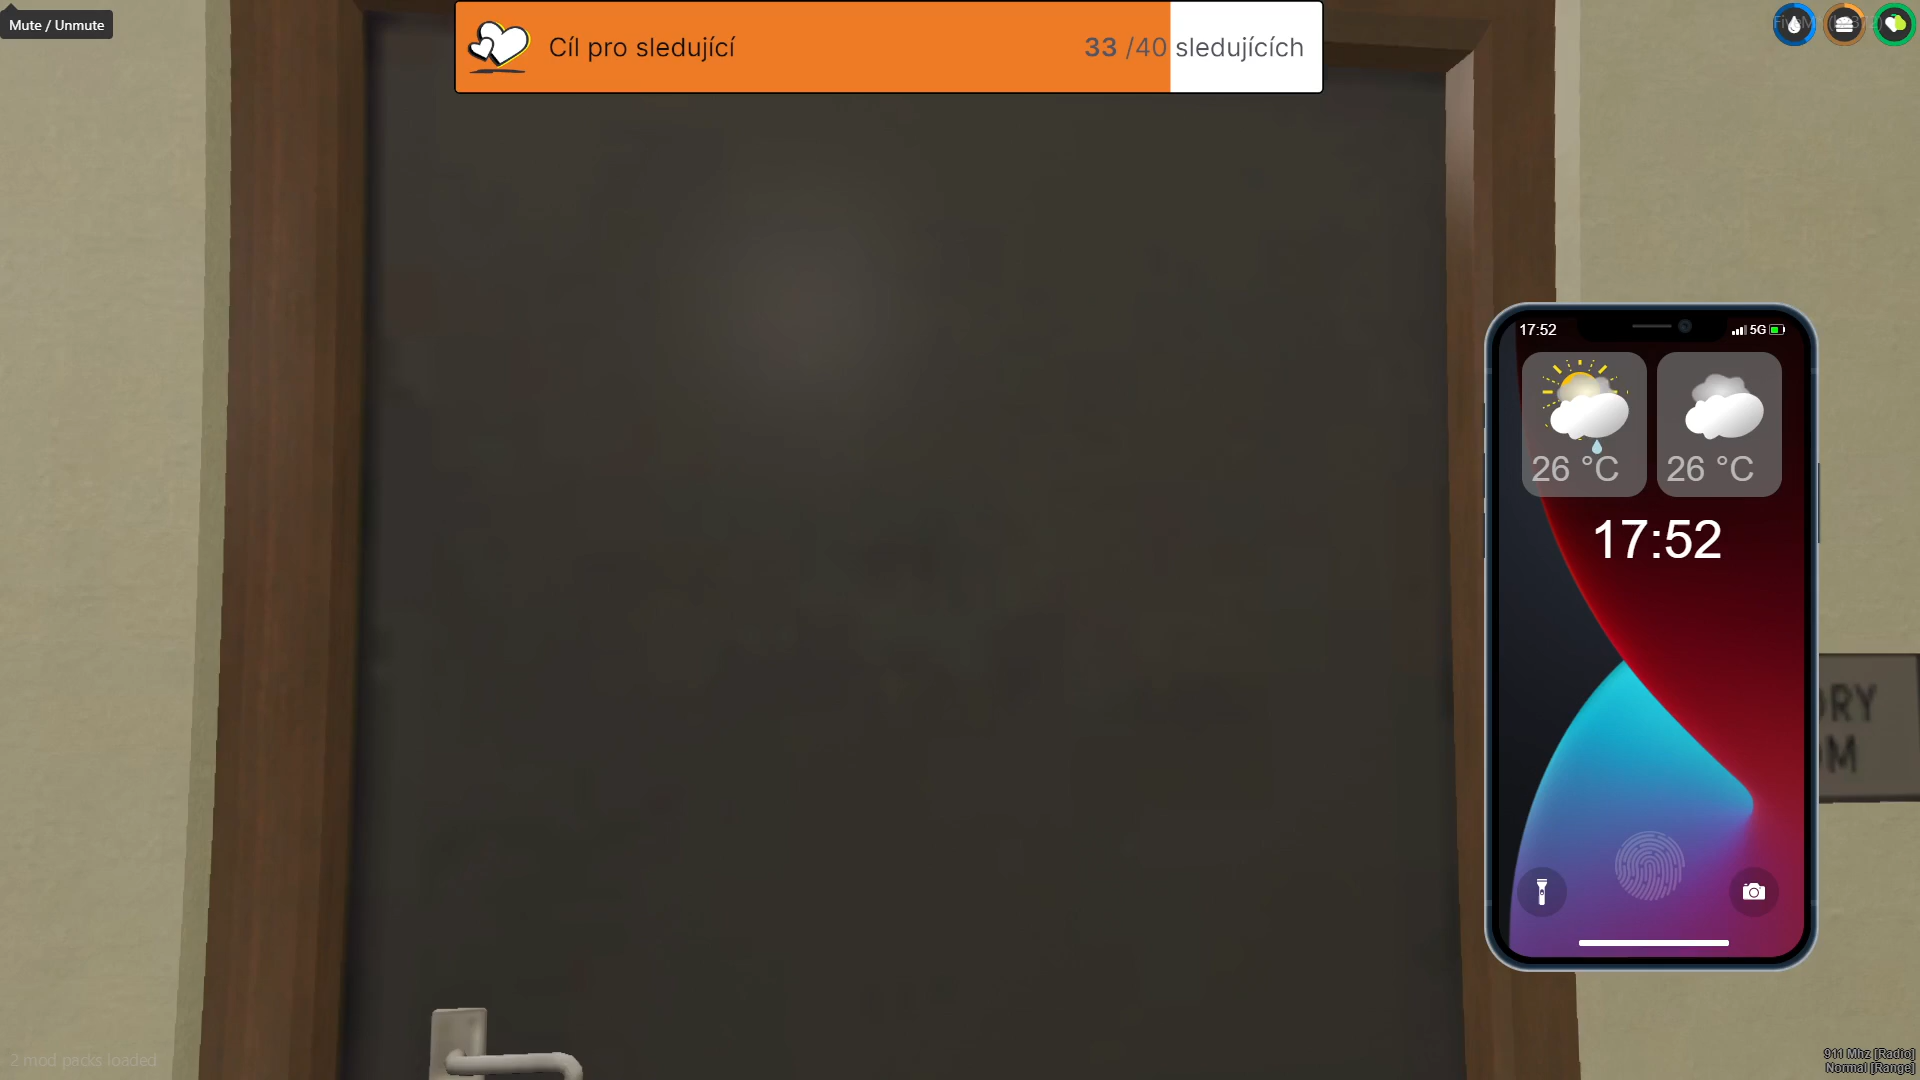 Mute / Unmute
Cíl pro sledující
33 /40 sledujících
17:52
5G
26 °C
26 °C
17:52
2 mod packs loaded
911 Mhz [Radio]
Normal [Range]